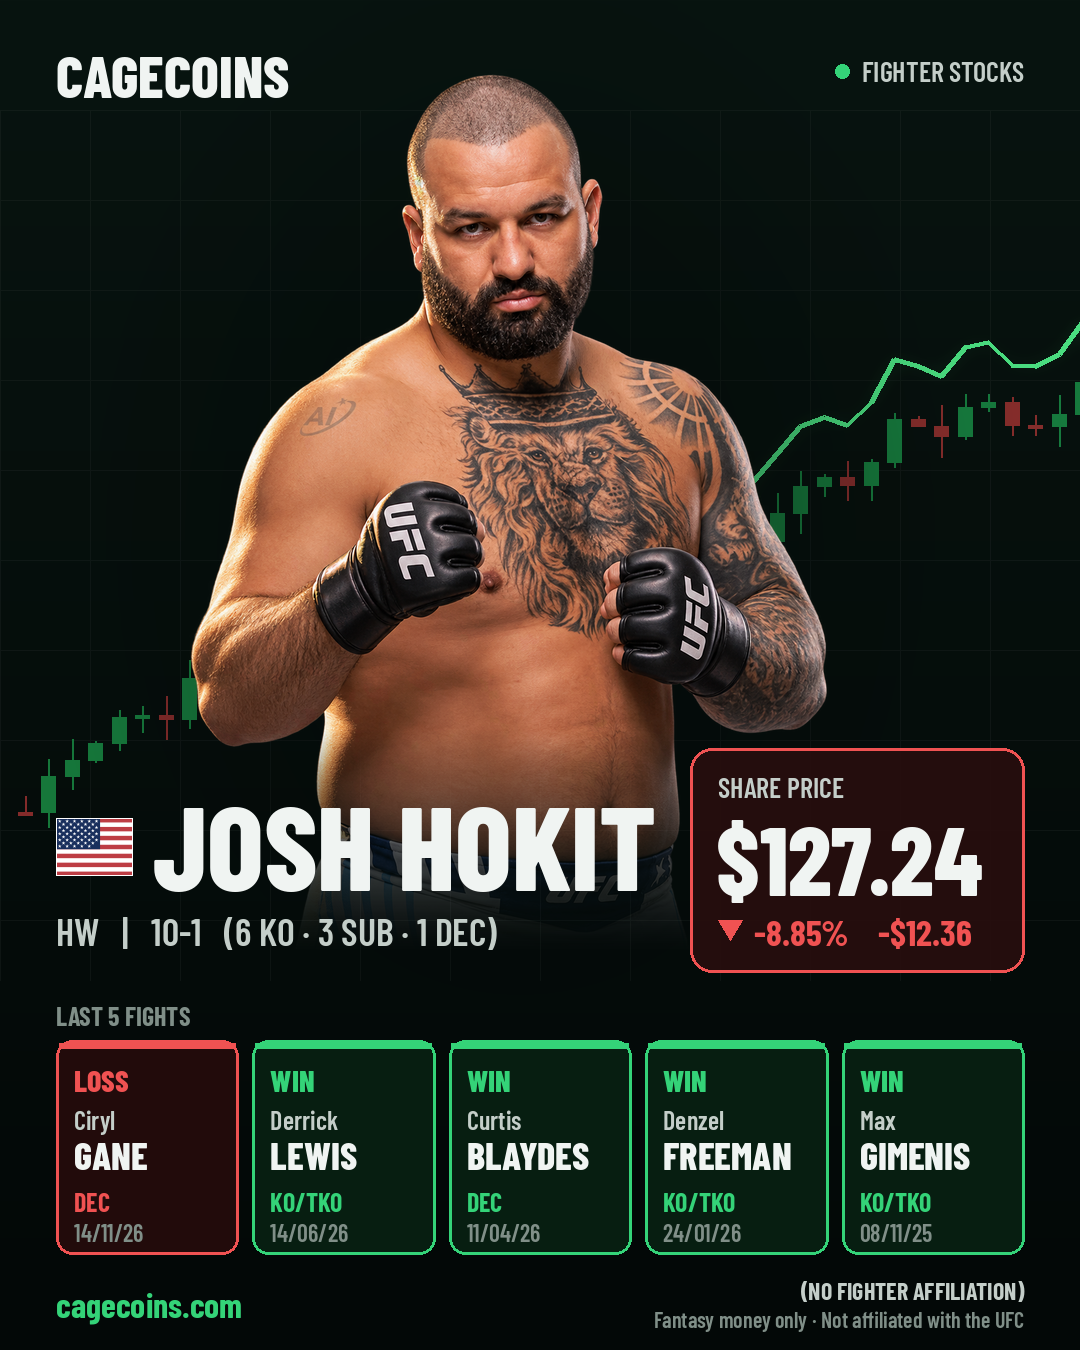 CAGECOINS
FIGHTER STOCKS
AI
UFC
UFC
UFC
JOSH HOKIT
HW | 10-1 (6 KO · 3 SUB · 1 DEC)
SHARE PRICE
$127.24
-8.85% -$12.36
LAST 5 FIGHTS
LOSS
Ciryl
GANE
DEC
14/11/26
WIN
Derrick
LEWIS
KO/TKO
14/06/26
WIN
Curtis
BLAYDES
DEC
11/04/26
WIN
Denzel
FREEMAN
KO/TKO
24/01/26
WIN
Max
GIMENIS
KO/TKO
08/11/25
cagecoins.com
(NO FIGHTER AFFILIATION)
Fantasy money only · Not affiliated with the UFC